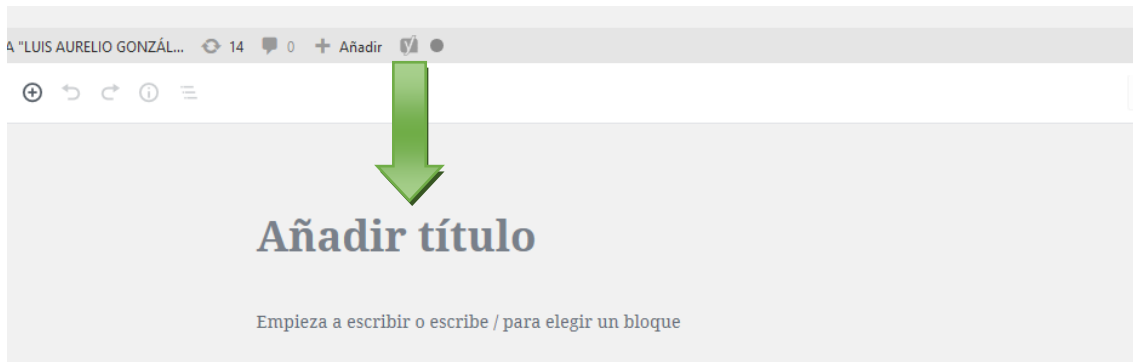 A "LUIS AURELIO GONZÁL... 14 0 + Añadir
Añadir título
Empieza a escribir o escribe / para elegir un bloque